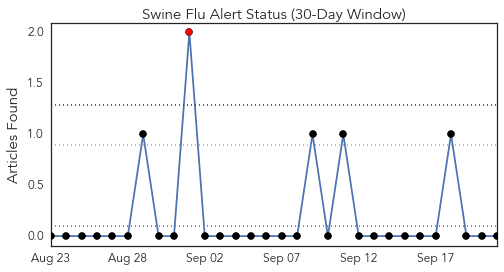 Swine Flu Alert Status (30-Day Window)
Articles Found
2.0
1.5
1.0
0.5
0.0
Aug 23 Aug 28 Sep 02 Sep 07 Sep 12 Sep 17